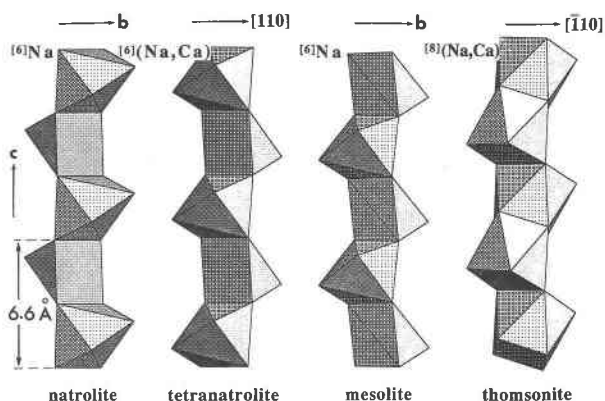 b
[110]
b
[1̄10]
[6]Na
[6](Na,Ca)
[6]Na
[8](Na,Ca)
c
6.6 Å
natrolite tetranatrolite mesolite thomsonite